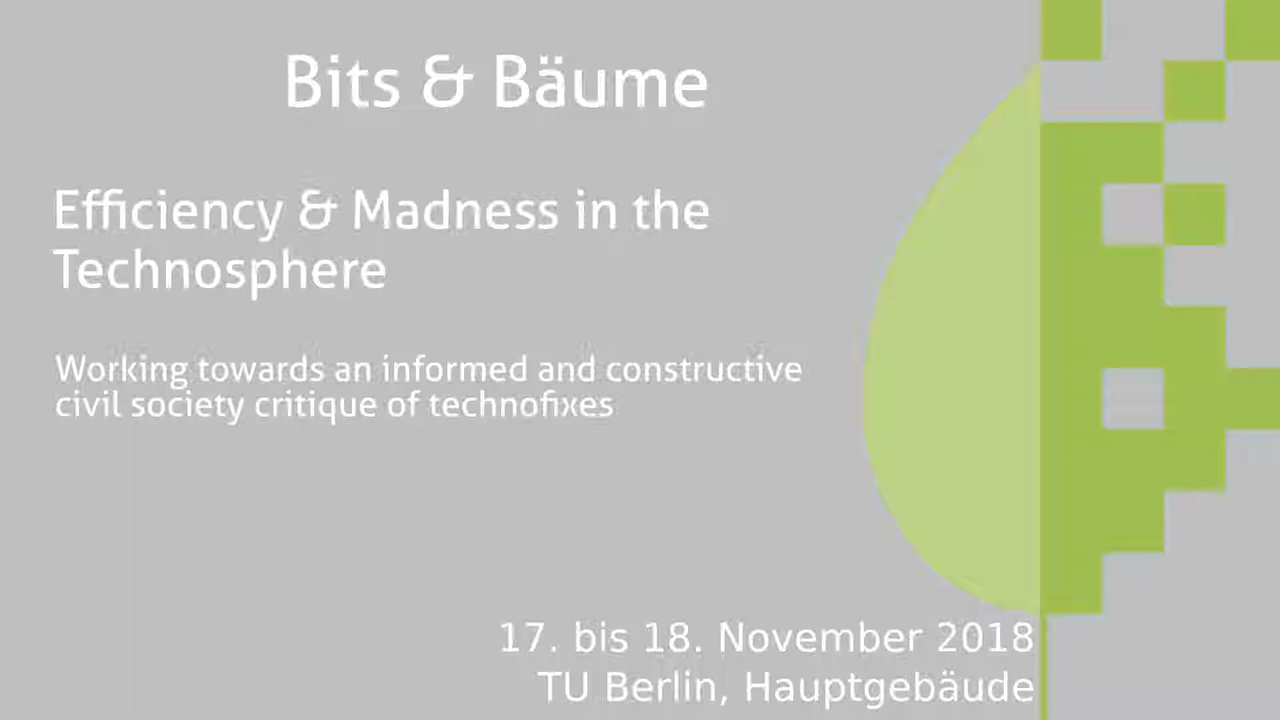 Bits & Bäume
Efficiency & Madness in the
Technosphere
Working towards an informed and constructive
civil society critique of technofixes
17. bis 18. November 2018
TU Berlin, Hauptgebäude